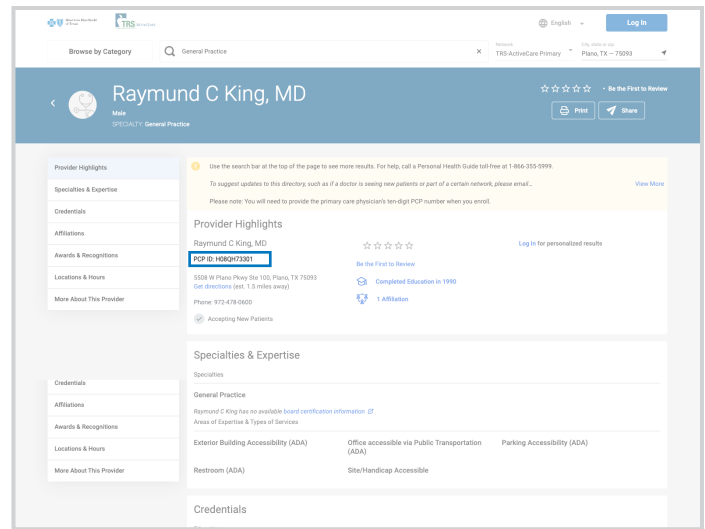 BlueCross BlueShield
of Texas
TRS ActiveCare
English
Log In
Browse by Category
General Practice
Network
TRS-ActiveCare Primary
City, state or zip
Plano, TX — 75093
Raymund C King, MD
Male
SPECIALTY: General Practice
• Be the First to Review
Print
Share
Provider Highlights
Specialties & Expertise
Credentials
Affiliations
Awards & Recognitions
Locations & Hours
More About This Provider
Use the search bar at the top of the page to see more results. For help, call a Personal Health Guide toll-free at 1-866-355-5999.
To suggest updates to this directory, such as if a doctor is seeing new patients or part of a certain network, please email...
View More
Please note: You will need to provide the primary care physician's ten-digit PCP number when you enroll.
Provider Highlights
Raymund C King, MD
PCP ID: H08QH73301
5508 W Plano Pkwy Ste 100, Plano, TX 75093
Get directions (est. 1.5 miles away)
Phone: 972-478-0600
Accepting New Patients
Be the First to Review
Completed Education in 1990
1 Affiliation
Log In for personalized results
Specialties & Expertise
Specialties
General Practice
Raymund C King has no available board certification information
Areas of Expertise & Types of Services
Exterior Building Accessibility (ADA)
Office accessible via Public Transportation
(ADA)
Parking Accessibility (ADA)
Restroom (ADA)
Site/Handicap Accessible
Credentials
Affiliations
Awards & Recognitions
Locations & Hours
More About This Provider
Credentials